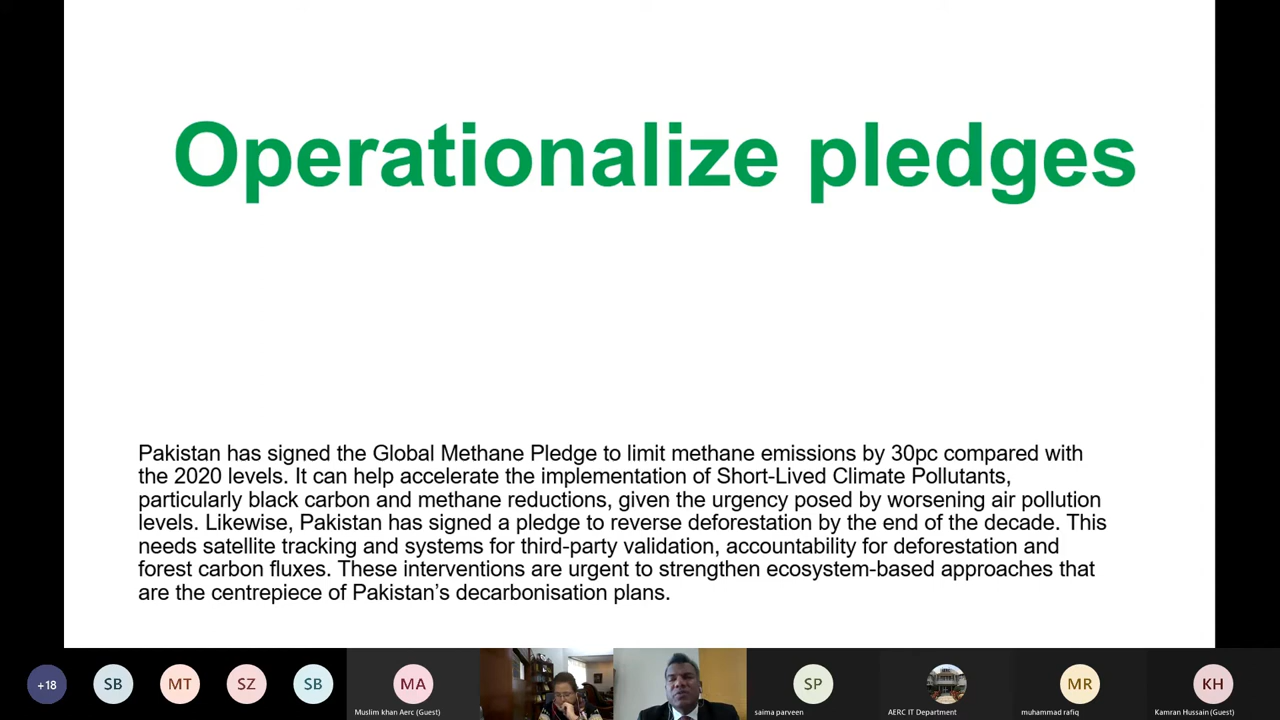 Operationalize pledges
Pakistan has signed the Global Methane Pledge to limit methane emissions by 30pc compared with
the 2020 levels. It can help accelerate the implementation of Short-Lived Climate Pollutants,
particularly black carbon and methane reductions, given the urgency posed by worsening air pollution
levels. Likewise, Pakistan has signed a pledge to reverse deforestation by the end of the decade. This
needs satellite tracking and systems for third-party validation, accountability for deforestation and
forest carbon fluxes. These interventions are urgent to strengthen ecosystem-based approaches that
are the centrepiece of Pakistan’s decarbonisation plans.
+18 SB MT SZ SB MA SP MR KH
Muslim khan Aerc (Guest) saima parveen AERC IT Department muhammad rafiq Kamran Hussain (Guest)